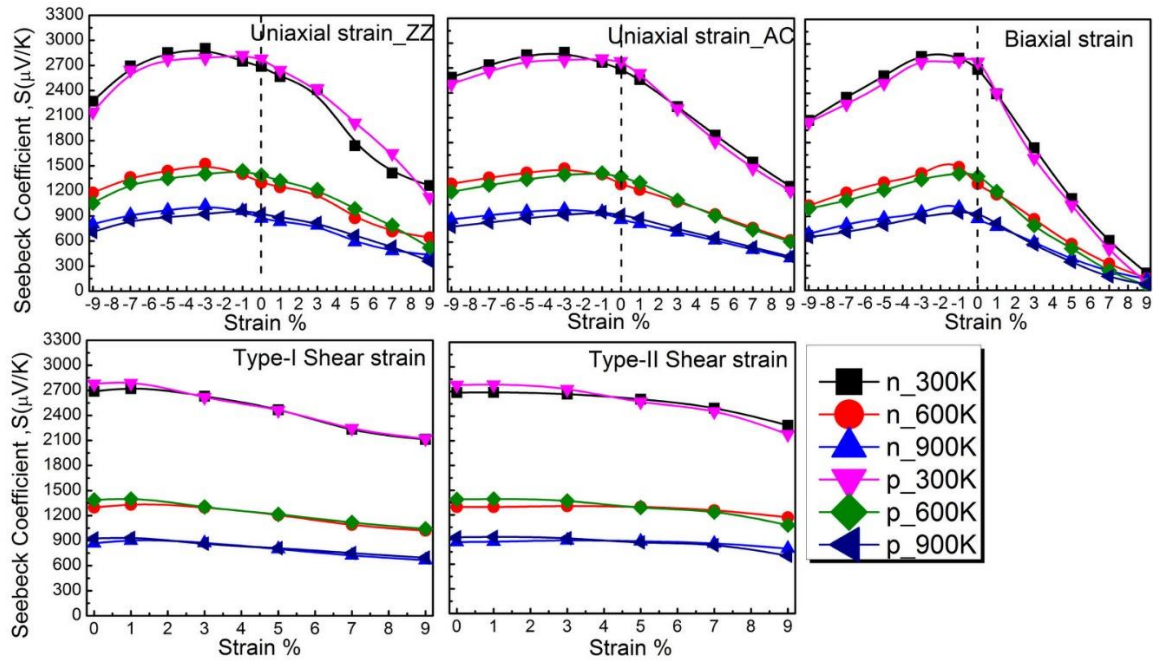 Seebeck Coefficient ,S(μV/K)
3300
3000
2700
2400
2100
1800
1500
1200
900
600
300
0
Uniaxial strain_ZZ
-9 -8 -7 -6 -5 -4 -3 -2 -1 0 1 2 3 4 5 6 7 8 9
Strain %
Uniaxial strain_AC
-9 -8 -7 -6 -5 -4 -3 -2 -1 0 1 2 3 4 5 6 7 8 9
Strain %
Biaxial strain
-9 -8 -7 -6 -5 -4 -3 -2 -1 0 1 2 3 4 5 6 7 8 9
Strain %
Seebeck Coefficient ,S(μV/K)
3300
3000
2700
2400
2100
1800
1500
1200
900
600
300
0
Type-I Shear strain
0 1 2 3 4 5 6 7 8 9
Strain %
Type-II Shear strain
0 1 2 3 4 5 6 7 8 9
Strain %
n_300K
n_600K
n_900K
p_300K
p_600K
p_900K